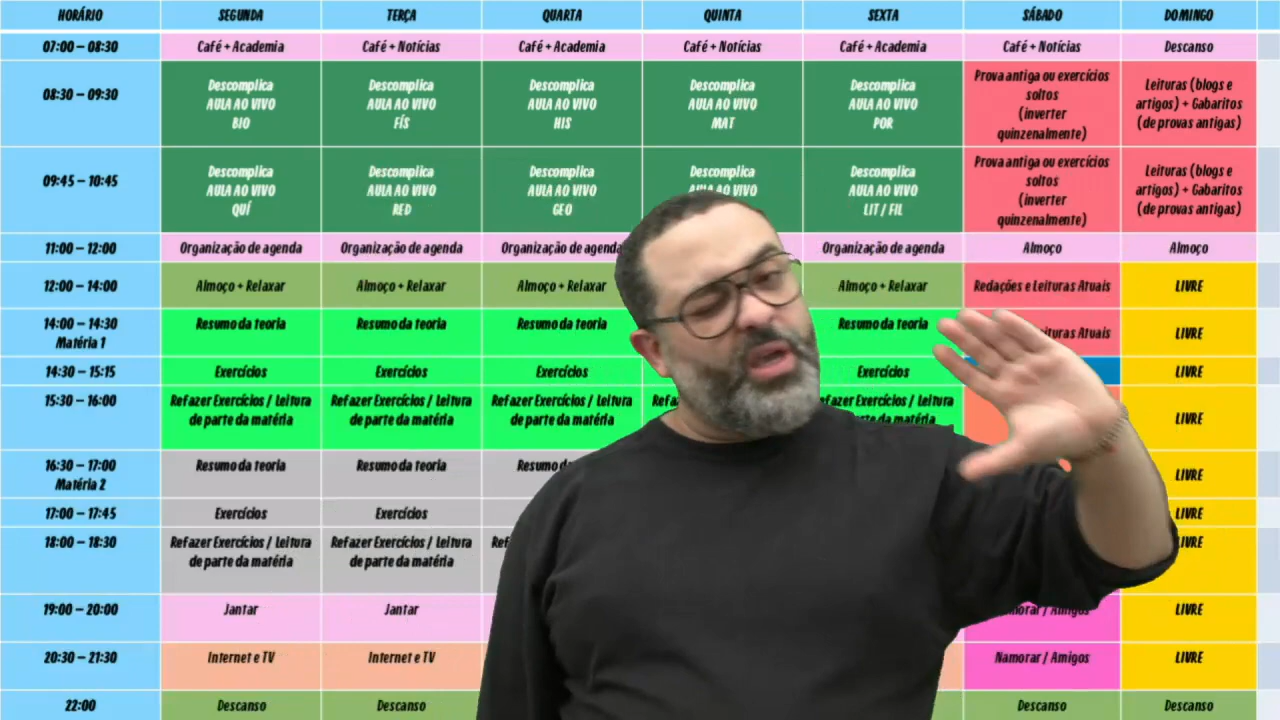 HORÁRIO SEGUNDA TERÇA QUARTA QUINTA SEXTA SÁBADO DOMINGO
07:00 – 08:30 Café + Academia Café + Notícias Café + Academia Café + Notícias Café + Academia Café + Notícias Descanso
08:30 – 09:30
Descomplica
AULA AO VIVO
BIO
Descomplica
AULA AO VIVO
FÍS
Descomplica
AULA AO VIVO
HIS
Descomplica
AULA AO VIVO
MAT
Descomplica
AULA AO VIVO
POR
Prova antiga ou exercícios
soltos
(inverter
quinzenalmente)
Leituras (blogs e
artigos) + Gabaritos
(de provas antigas)
09:45 – 10:45
Descomplica
AULA AO VIVO
QUÍ
Descomplica
AULA AO VIVO
RED
Descomplica
AULA AO VIVO
GEO
Descomplica
AULA AO VIVO
Descomplica
AULA AO VIVO
LIT / FIL
Prova antiga ou exercícios
soltos
(inverter
quinzenalmente)
Leituras (blogs e
artigos) + Gabaritos
(de provas antigas)
11:00 – 12:00 Organização de agenda Organização de agenda Organização de agenda Organização de agenda Almoço Almoço
12:00 – 14:00 Almoço + Relaxar Almoço + Relaxar Almoço + Relaxar Almoço + Relaxar Redações e Leituras Atuais LIVRE
14:00 – 14:30
Matéria 1
Resumo da teoria Resumo da teoria Resumo da teoria Resumo da teoria Atuais LIVRE
14:30 – 15:15 Exercícios Exercícios Exercícios Exercícios LIVRE
15:30 – 16:00
Refazer Exercícios / Leitura
de parte da matéria
Refazer Exercícios / Leitura
de parte da matéria
Refazer Exercícios / Leitura
de parte da matéria
Exercícios / Leitura
da matéria
LIVRE
16:30 – 17:00
Matéria 2
Resumo da teoria Resumo da teoria LIVRE
17:00 – 17:45 Exercícios Exercícios LIVRE
18:00 – 18:30
Refazer Exercícios / Leitura
de parte da matéria
Refazer Exercícios / Leitura
de parte da matéria
LIVRE
19:00 – 20:00 Jantar Jantar / Amigos LIVRE
20:30 – 21:30 Internet e TV Internet e TV Namorar / Amigos LIVRE
22:00 Descanso Descanso Descanso Descanso